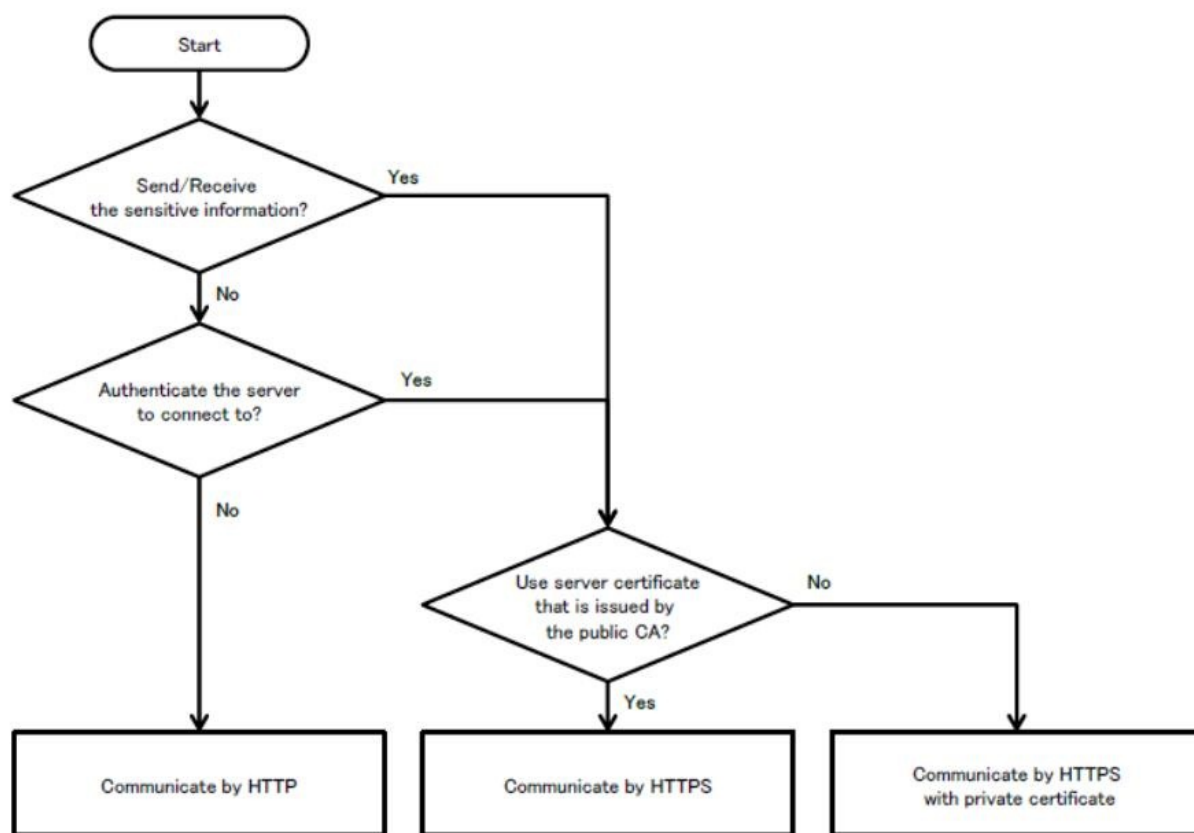 Start
Send/Receive
the sensitive information?
Yes
No
Authenticate the server
to connect to?
Yes
No
Use server certificate
that is issued by
the public CA?
No
Yes
Communicate by HTTP
Communicate by HTTPS
Communicate by HTTPS
with private certificate